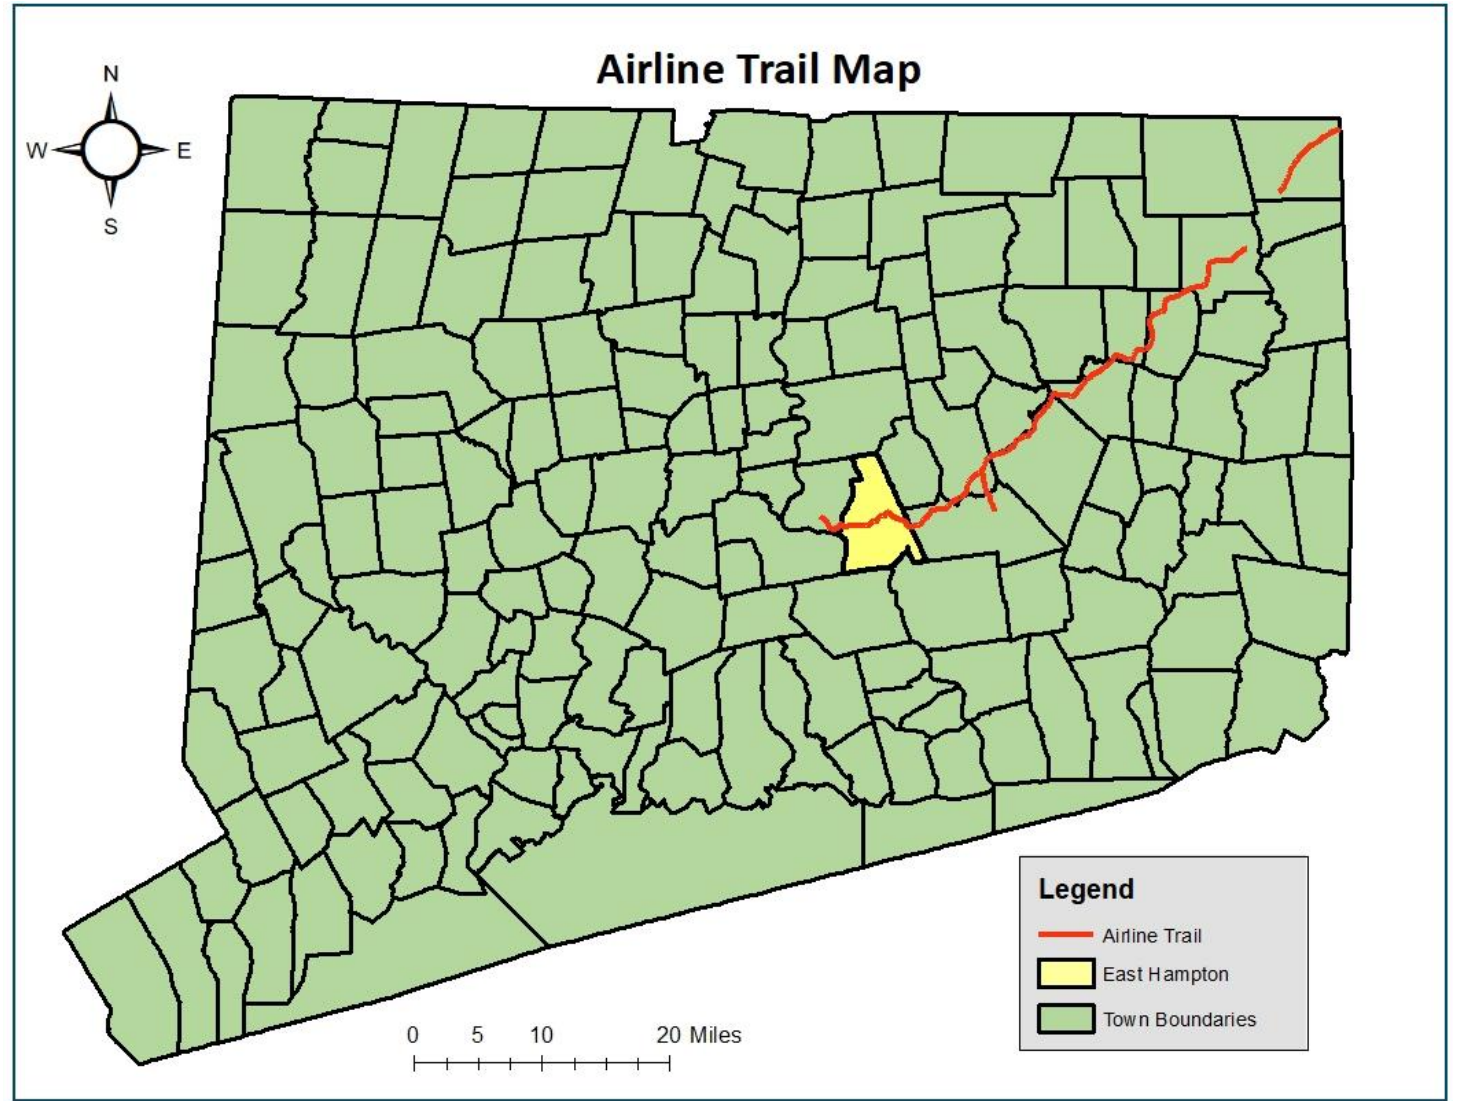 Airline Trail Map
N
W E
S
Legend
Airline Trail
East Hampton
Town Boundaries
0 5 10 20 Miles